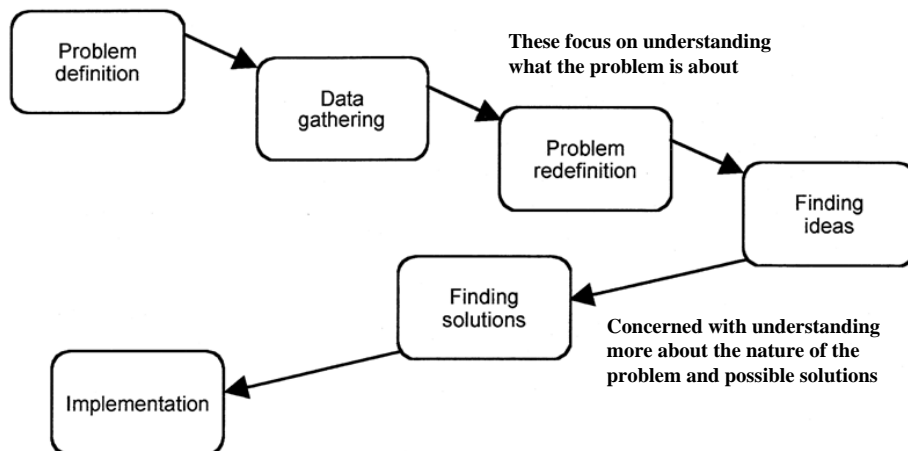 Problem
definition
These focus on understanding
what the problem is about
Data
gathering
Problem
redefinition
Finding
ideas
Finding
solutions
Concerned with understanding
more about the nature of the
problem and possible solutions
Implementation